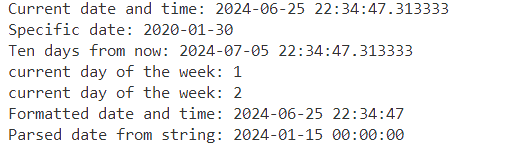 Current date and time: 2024-06-25 22:34:47.313333
Specific date: 2020-01-30
Ten days from now: 2024-07-05 22:34:47.313333
current day of the week: 1
current day of the week: 2
Formatted date and time: 2024-06-25 22:34:47
Parsed date from string: 2024-01-15 00:00:00